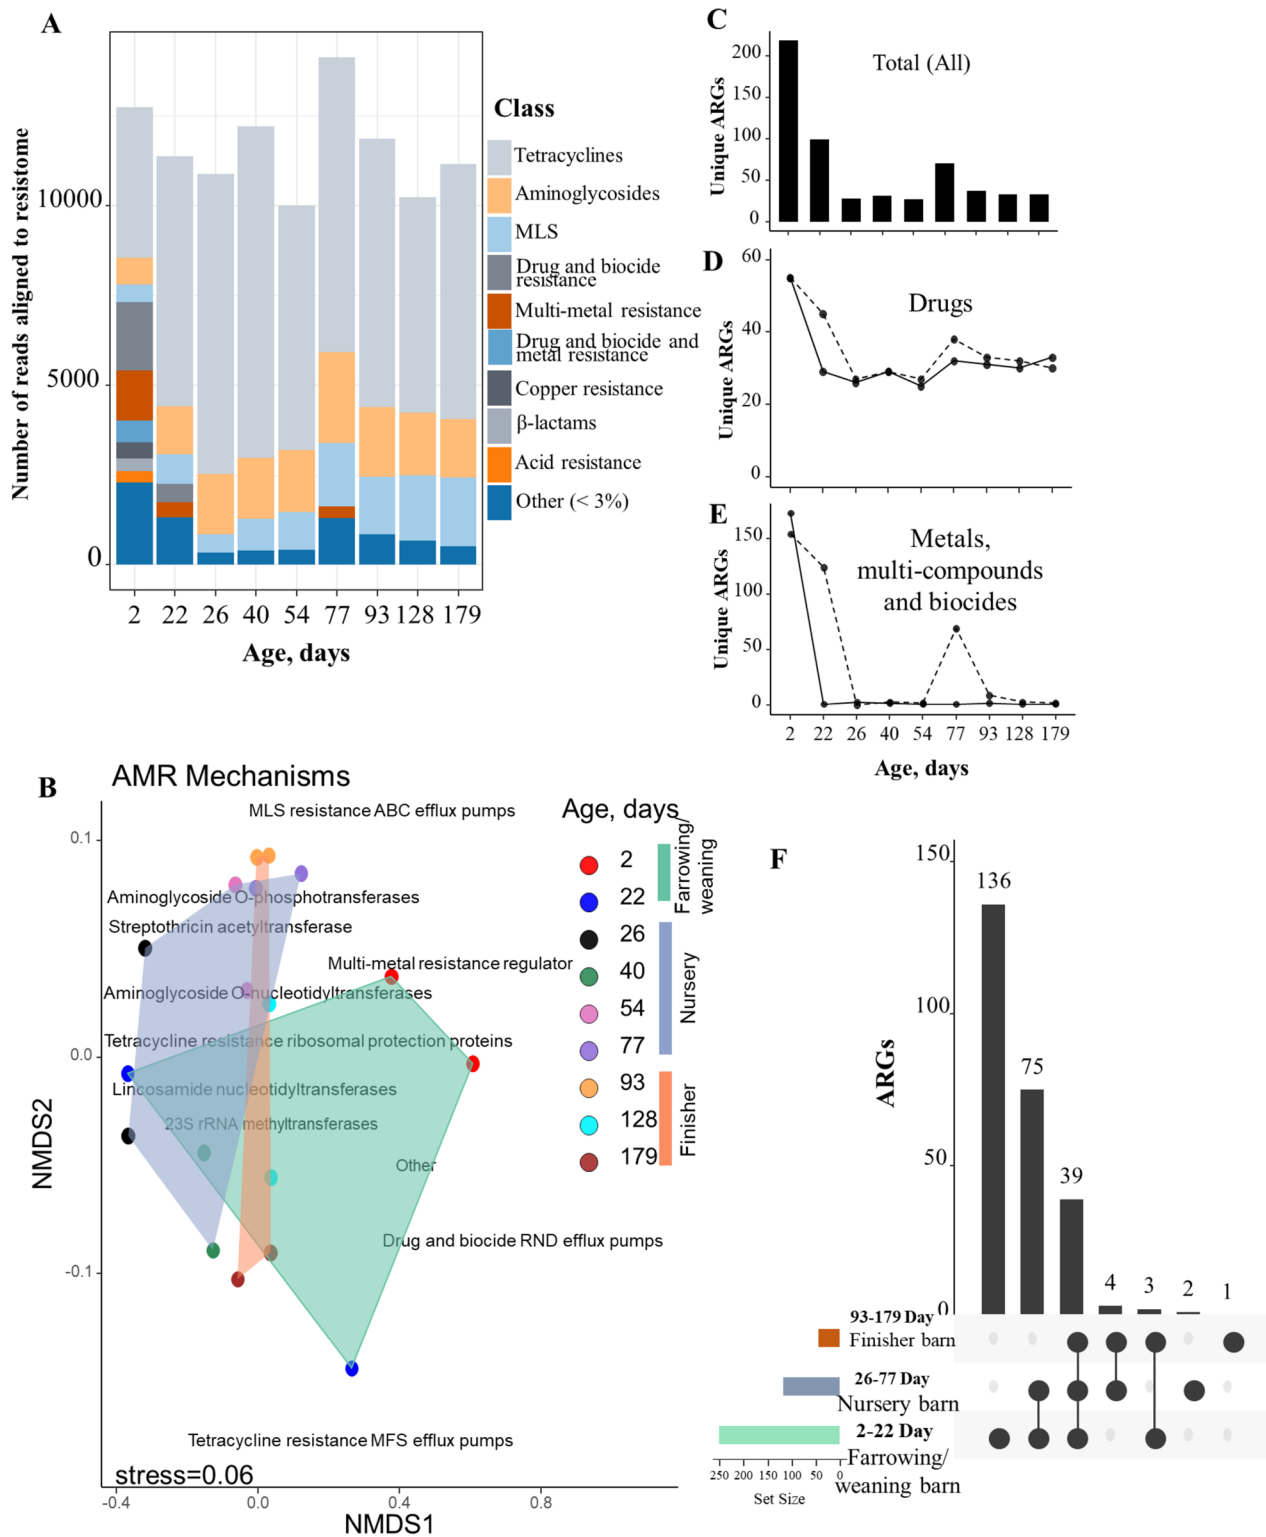 A
Number of reads aligned to resistome
10000
5000
0
2 22 26 40 54 77 93 128 179
Age, days
Class
Tetracyclines
Aminoglycosides
MLS
Drug and biocide
resistance
Multi-metal resistance
Drug and biocide and
metal resistance
Copper resistance
β-lactams
Acid resistance
Other (< 3%)
C
Total (All)
Unique ARGs
200
150
100
50
0
D
Drugs
Unique ARGs
60
40
20
0
E
Metals,
multi-compounds
and biocides
Unique ARGs
150
100
50
0
2 22 26 40 54 77 93 128 179
Age, days
B
AMR Mechanisms
MLS resistance ABC efflux pumps
Aminoglycoside O-phosphotransferases
Streptothricin acetyltransferase
Multi-metal resistance regulator
Aminoglycoside O-nucleotidyltransferases
Tetracycline resistance ribosomal protection proteins
Lincosamide nucleotidyltransferases
23S rRNA methyltransferases
Other
Drug and biocide RND efflux pumps
Tetracycline resistance MFS efflux pumps
stress=0.06
NMDS2
0.1
0.0
-0.1
-0.4 0.0 0.4 0.8
NMDS1
Age, days
2
22
26
40
54
77
93
128
179
Farrowing/
weaning
Nursery
Finisher
F
ARGs
150
100
50
0
136
75
39
4
3
2
1
93-179 Day
Finisher barn
26-77 Day
Nursery barn
2-22 Day
Farrowing/
weaning barn
250 200 150 100 50 0
Set Size